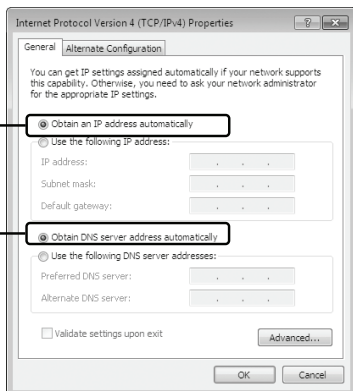 Internet Protocol Version 4 (TCP/IPv4) Properties
General
Alternate Configuration
You can get IP settings assigned automatically if your network supports
this capability. Otherwise, you need to ask your network administrator
for the appropriate IP settings.
Obtain an IP address automatically
Use the following IP address:
IP address:
Subnet mask:
Default gateway:
Obtain DNS server address automatically
Use the following DNS server addresses:
Preferred DNS server:
Alternate DNS server:
Validate settings upon exit
Advanced...
OK
Cancel